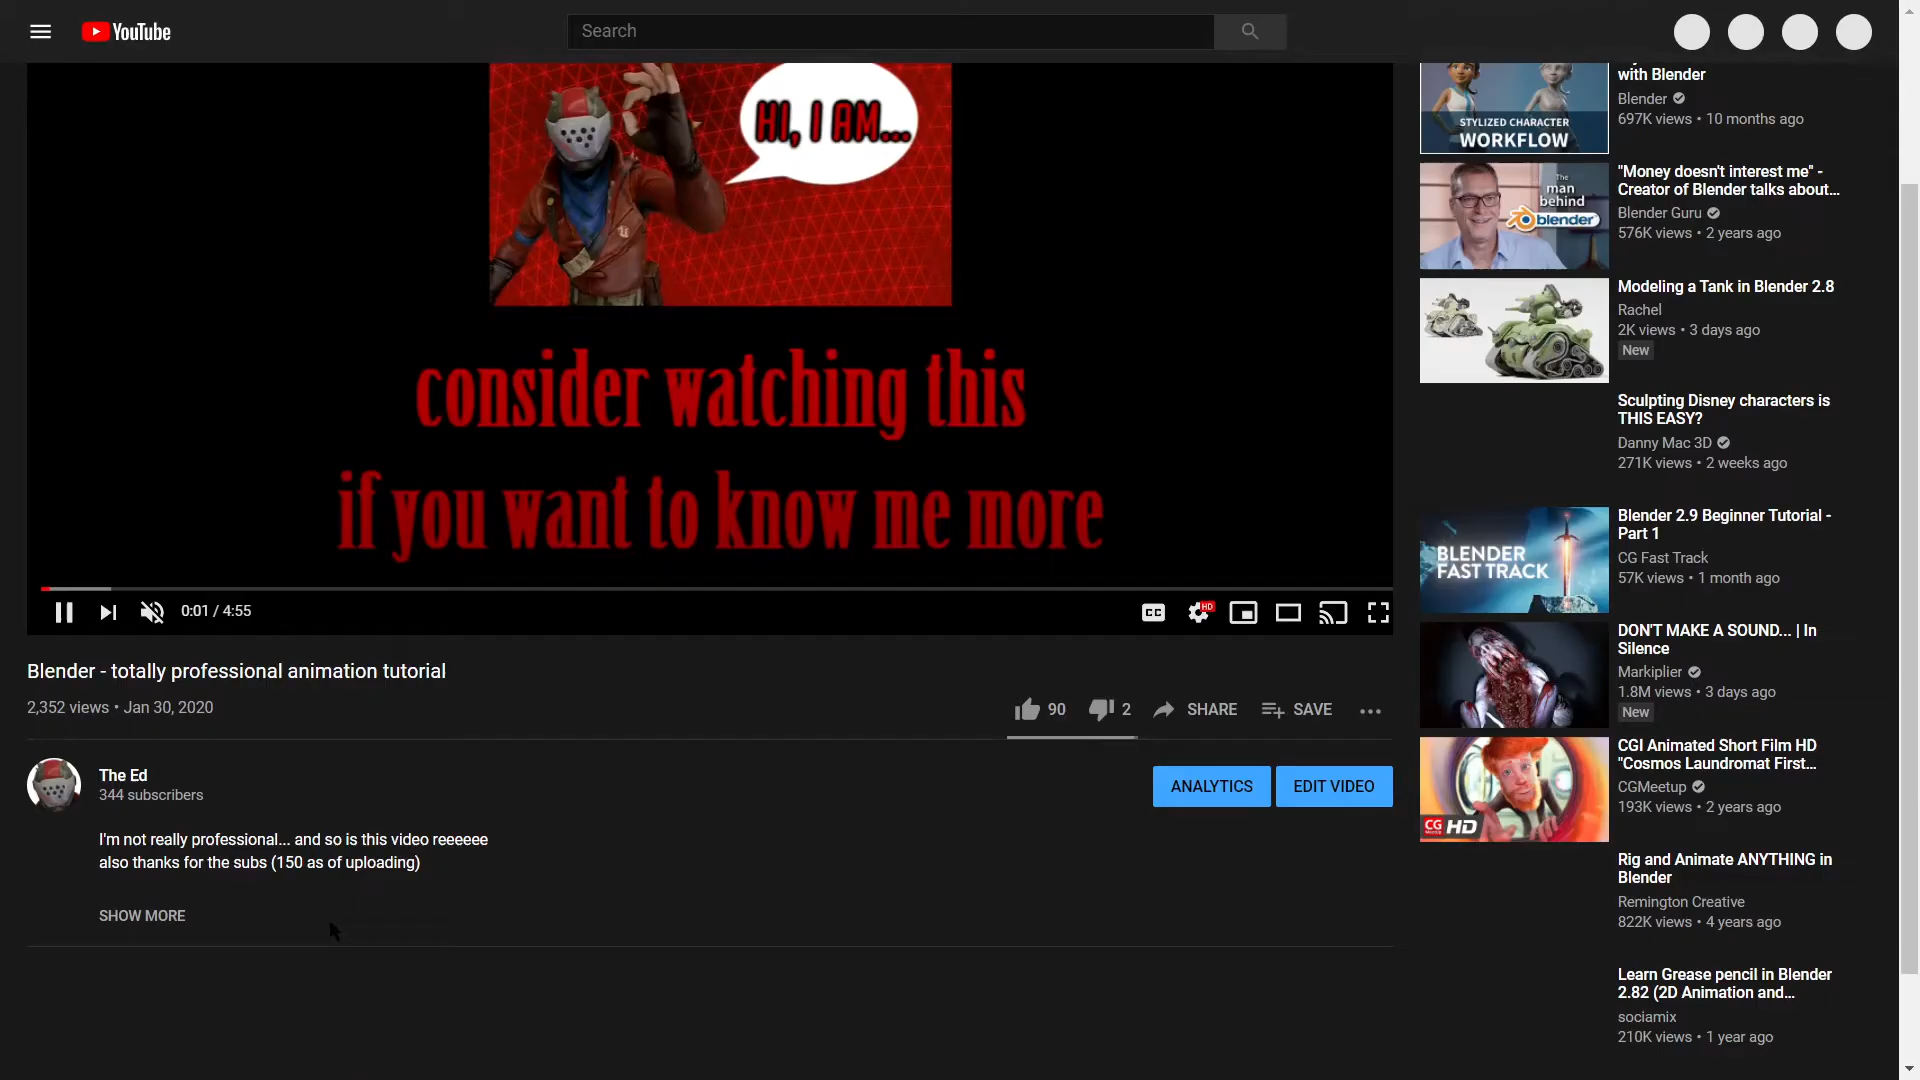 YouTube
Search
HI, I AM...
consider watching this
if you want to know me more
0:01 / 4:55
CC
HD
Blender - totally professional animation tutorial
2,352 views • Jan 30, 2020
90
2
SHARE
SAVE
The Ed
344 subscribers
ANALYTICS
EDIT VIDEO
I'm not really professional... and so is this video reeeeee
also thanks for the subs (150 as of uploading)
SHOW MORE
STYLIZED CHARACTER
WORKFLOW
with Blender
Blender
697K views • 10 months ago
The
man
behind
blender
"Money doesn't interest me" -
Creator of Blender talks about...
Blender Guru
576K views • 2 years ago
Modeling a Tank in Blender 2.8
Rachel
2K views • 3 days ago
New
Sculpting Disney characters is
THIS EASY?
Danny Mac 3D
271K views • 2 weeks ago
BLENDER
FAST TRACK
Blender 2.9 Beginner Tutorial -
Part 1
CG Fast Track
57K views • 1 month ago
DON'T MAKE A SOUND... | In
Silence
Markiplier
1.8M views • 3 days ago
New
CG HD
CGI Animated Short Film HD
"Cosmos Laundromat First...
CGMeetup
193K views • 2 years ago
Rig and Animate ANYTHING in
Blender
Remington Creative
822K views • 4 years ago
Learn Grease pencil in Blender
2.82 (2D Animation and...
sociamix
210K views • 1 year ago